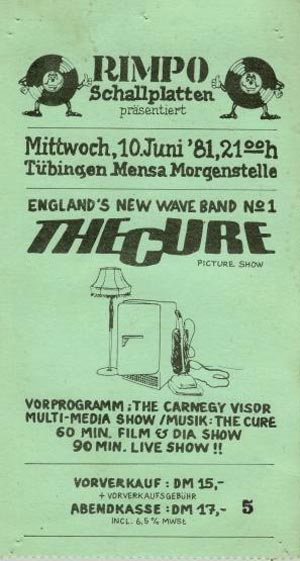 RIMPO
Schallplatten
präsentiert
Mittwoch, 10. Juni '81, 21ooh
Tübingen Mensa Morgenstelle
ENGLAND'S NEW WAVE BAND No 1
THE CURE
PICTURE SHOW
VORPROGRAMM: THE CARNEGY VISOR
MULTI-MEDIA SHOW / MUSIK: THE CURE
60 MIN. FILM & DIA SHOW
90 MIN. LIVE SHOW !!
VORVERKAUF: DM 15,-
+ VORVERKAUFSGEBÜHR
ABENDKASSE: DM 17,- 5
INCL. 6,5% MWSt